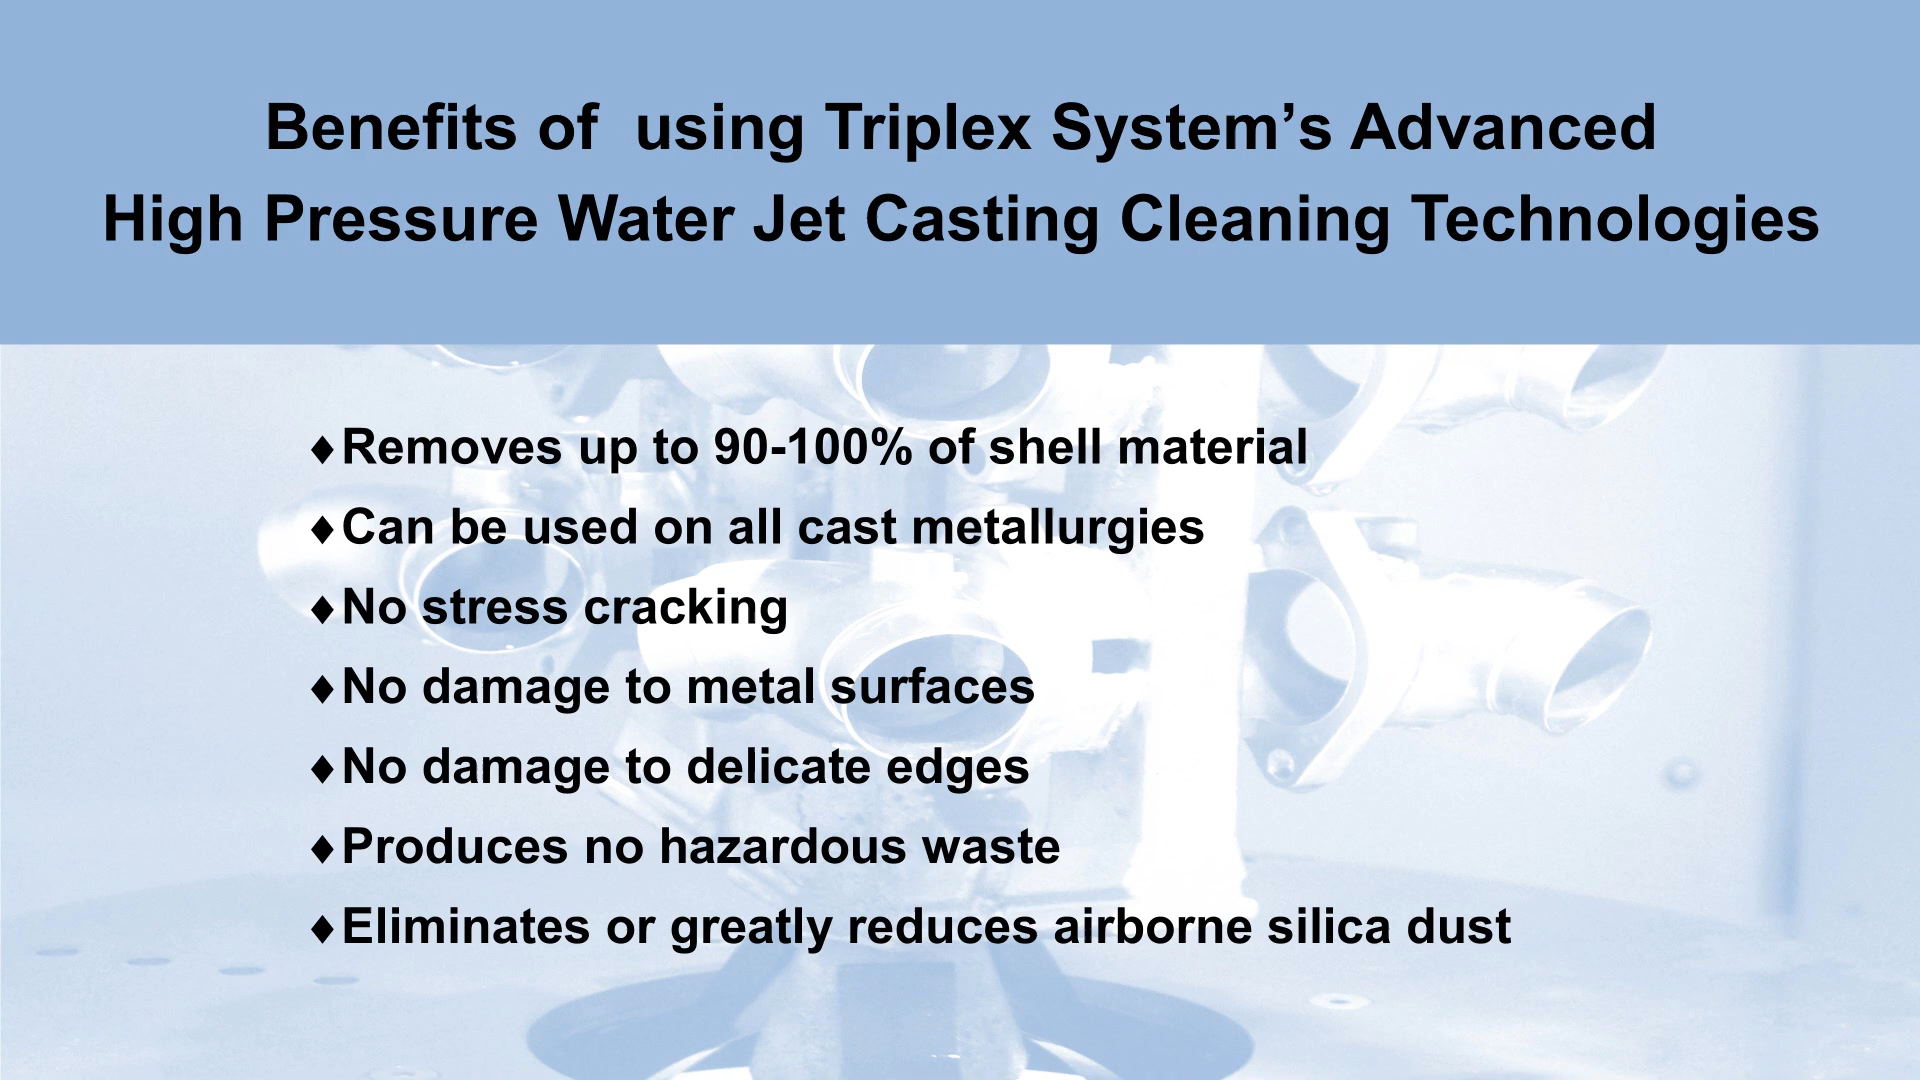 Benefits of  using Triplex System’s Advanced
High Pressure Water Jet Casting Cleaning Technologies
♦Removes up to 90-100% of shell material
♦Can be used on all cast metallurgies
♦No stress cracking
♦No damage to metal surfaces
♦No damage to delicate edges
♦Produces no hazardous waste
♦Eliminates or greatly reduces airborne silica dust